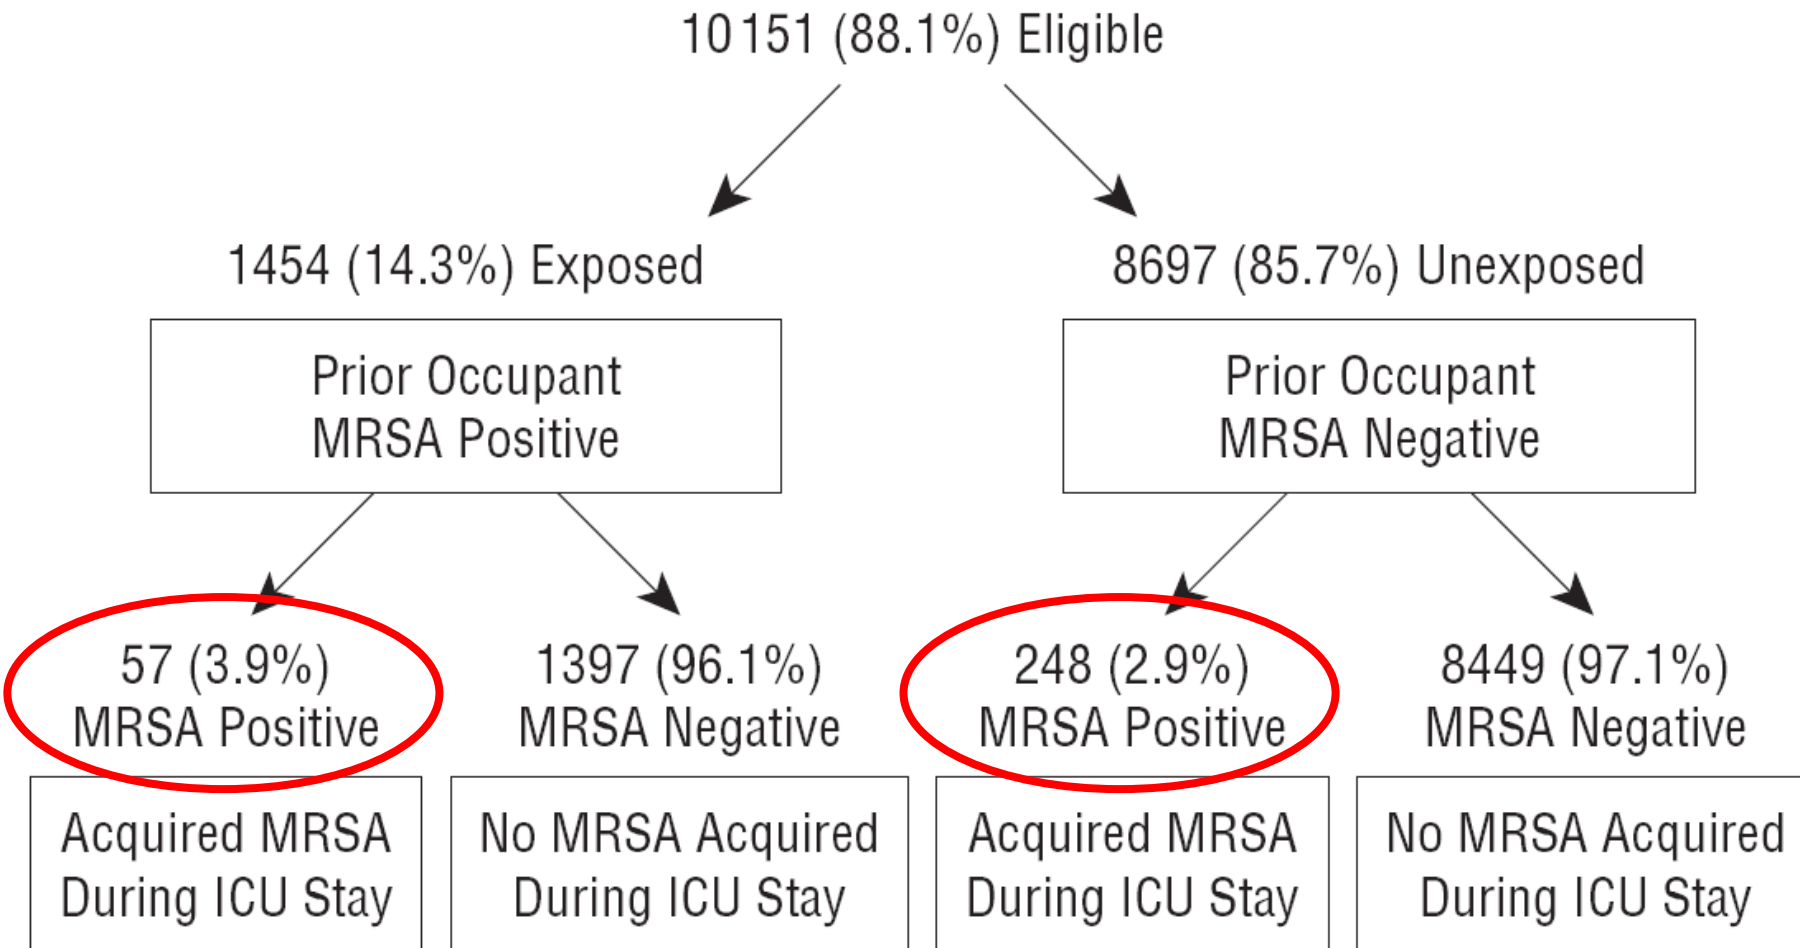 10 151 (88.1%) Eligible
1454 (14.3%) Exposed
8697 (85.7%) Unexposed
Prior Occupant
MRSA Positive
Prior Occupant
MRSA Negative
57 (3.9%)
MRSA Positive
1397 (96.1%)
MRSA Negative
248 (2.9%)
MRSA Positive
8449 (97.1%)
MRSA Negative
Acquired MRSA
During ICU Stay
No MRSA Acquired
During ICU Stay
Acquired MRSA
During ICU Stay
No MRSA Acquired
During ICU Stay